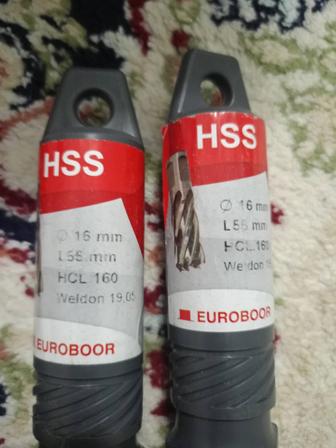 HSS
Ø 16 mm
L55 mm
HCL 160
Weldon 19.05
EUROBOOR
HSS
Ø 16 mm
L55 mm
HCL 160
Weldon
EUROBOOR